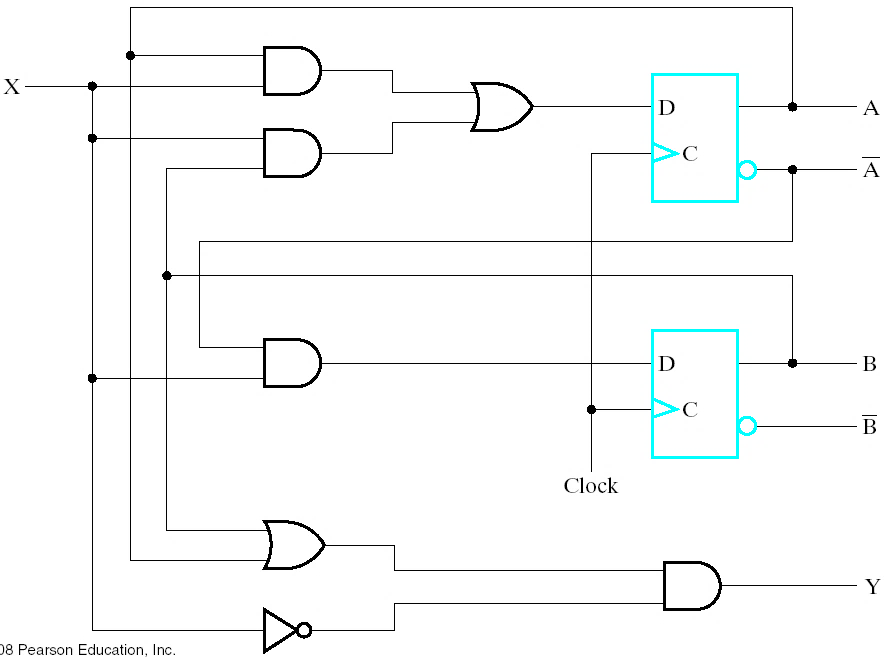 X
D
A
C
A̅
D
B
C
B̅
Clock
Y
08 Pearson Education, Inc.